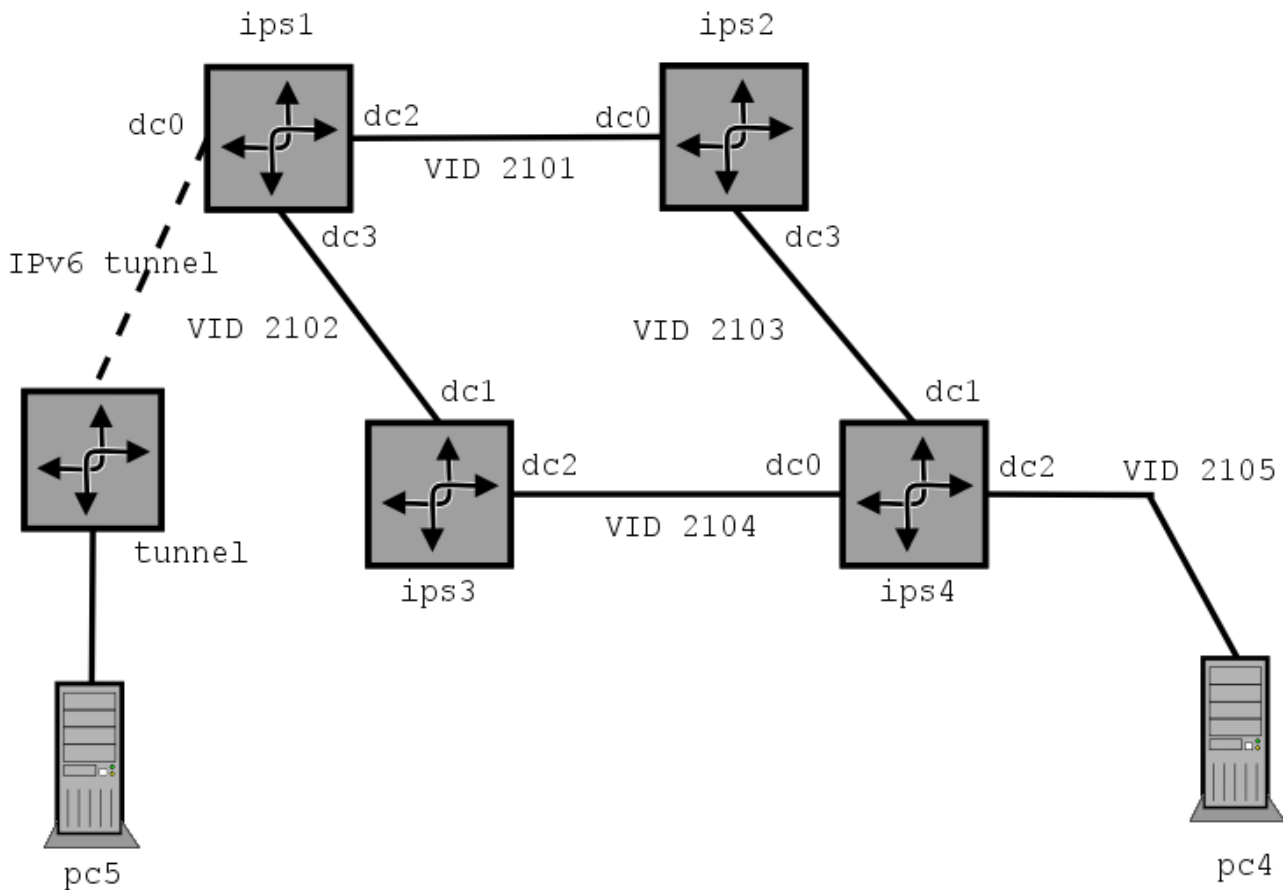 ips1
ips2
dc0
dc2
dc0
VID 2101
dc3
dc3
IPv6 tunnel
VID 2102
VID 2103
dc1
dc1
dc2
dc0
dc2
VID 2105
VID 2104
tunnel
ips3
ips4
pc5
pc4